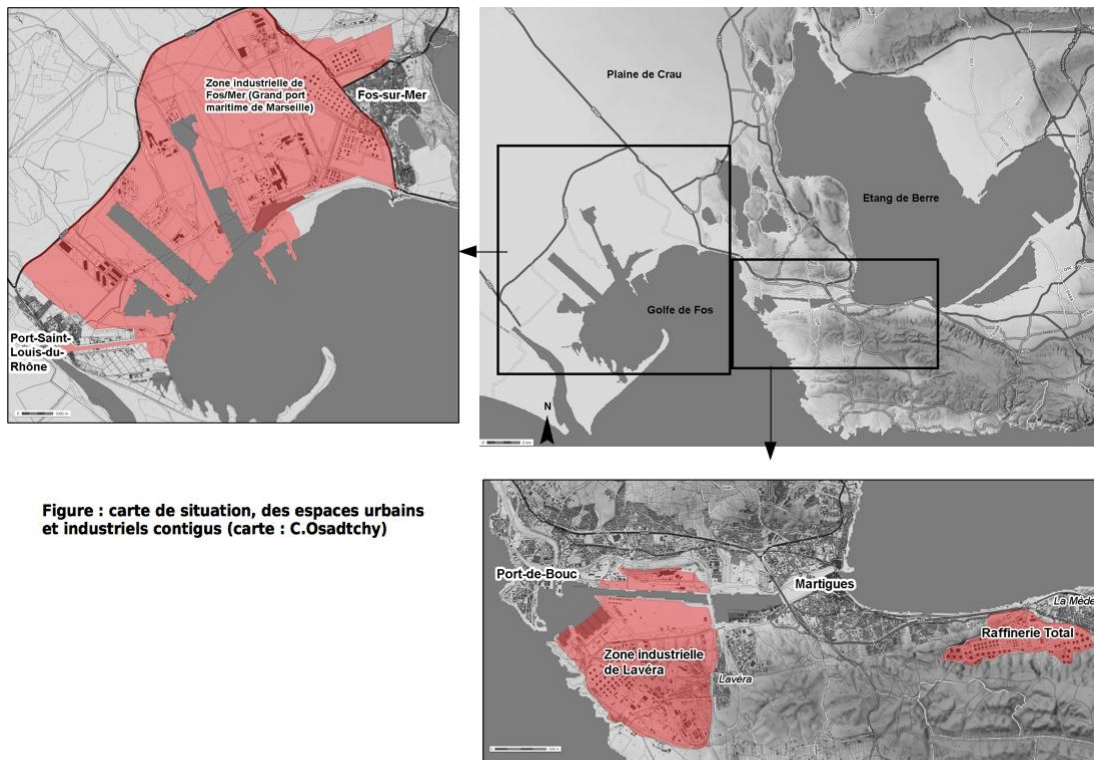 Zone industrielle de
Fos/Mer (Grand port
maritime de Marseille)
Fos-sur-Mer
Port-Saint-
Louis-du-
Rhône
Plaine de Crau
Etang de Berre
Golfe de Fos
N
Figure : carte de situation, des espaces urbains
et industriels contigus (carte : C.Osadtchy)
Port-de-Bouc
Martigues
La Méde
Raffinerie Total
Zone industrielle
de Lavéra
Lavéra